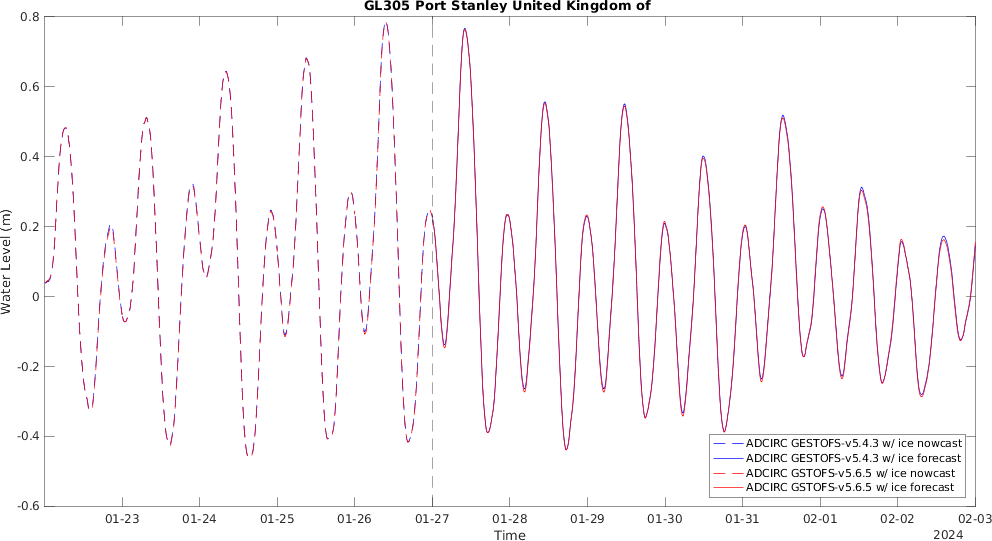 GL305 Port Stanley United Kingdom of
0.8
0.6
0.4
0.2
0
-0.2
-0.4
-0.6
Water Level (m)
ADCIRC GESTOFS-v5.4.3 w/ ice nowcast
ADCIRC GESTOFS-v5.4.3 w/ ice forecast
ADCIRC GSTOFS-v5.6.5 w/ ice nowcast
ADCIRC GSTOFS-v5.6.5 w/ ice forecast
01-23 01-24 01-25 01-26 01-27 01-28 01-29 01-30 01-31 02-01 02-02 02-03
Time
2024